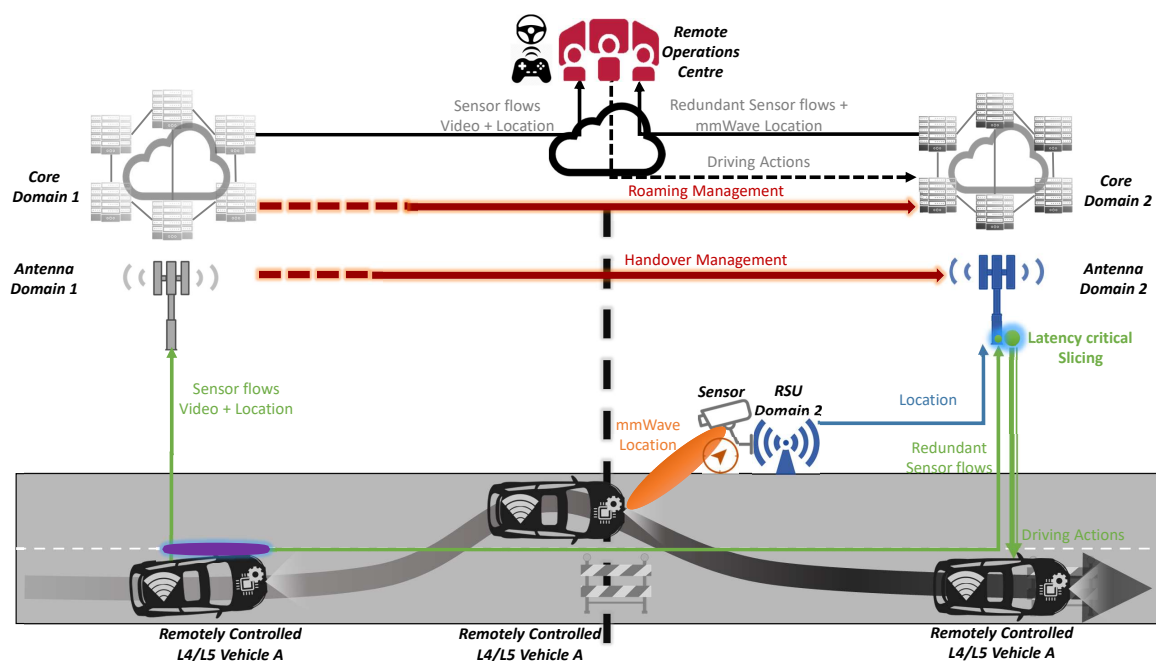 Remote
Operations
Centre
Sensor flows
Video + Location
Redundant Sensor flows +
mmWave Location
Driving Actions
Core
Domain 1
Roaming Management
Core
Domain 2
Antenna
Domain 1
Handover Management
Antenna
Domain 2
Latency critical
Slicing
Sensor flows
Video + Location
Sensor
RSU
Domain 2
Location
mmWave
Location
Redundant
Sensor flows
Driving Actions
Remotely Controlled
L4/L5 Vehicle A
Remotely Controlled
L4/L5 Vehicle A
Remotely Controlled
L4/L5 Vehicle A